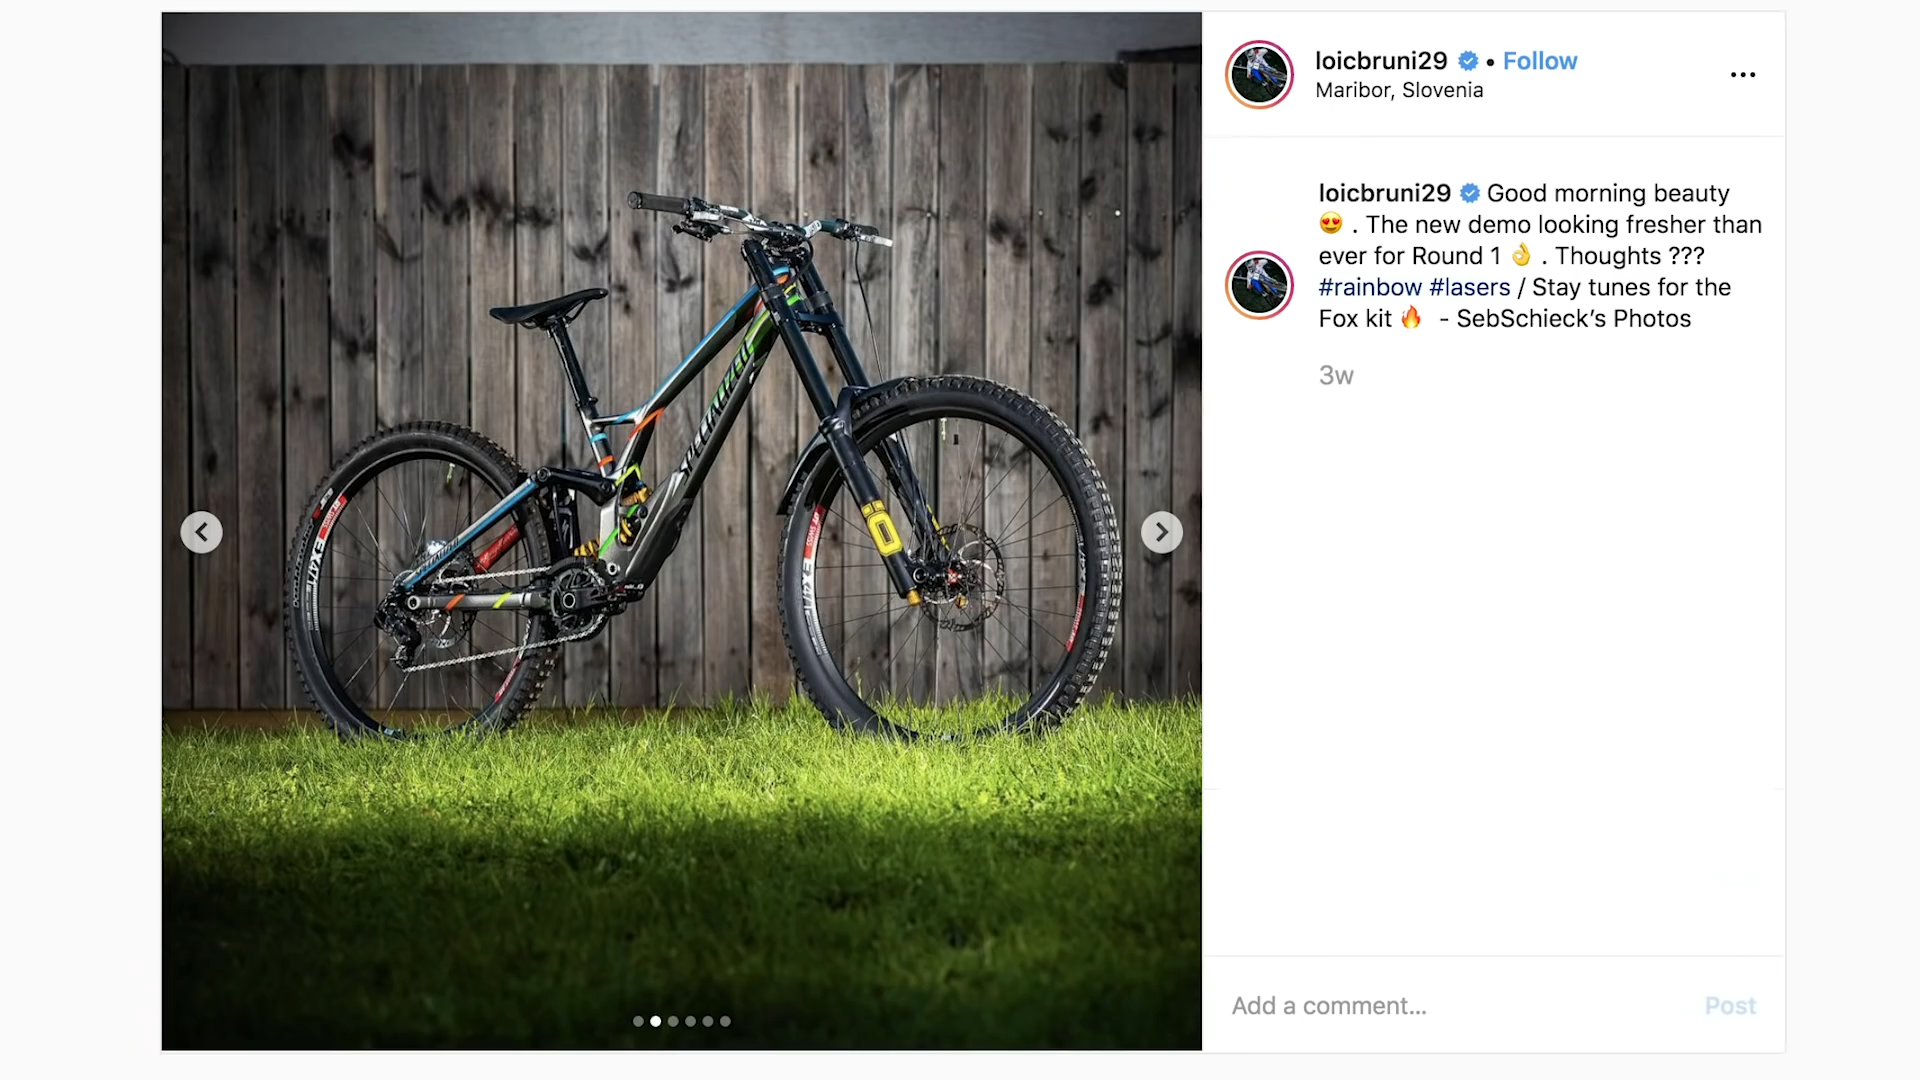 loicbruni29 • Follow
Maribor, Slovenia
loicbruni29 Good morning beauty
😍 . The new demo looking fresher than
ever for Round 1 👌 . Thoughts ???
#rainbow #lasers / Stay tunes for the
Fox kit 🔥 - SebSchieck’s Photos
3w
SPECIALIZED
EX471
EX471
Add a comment...
Post